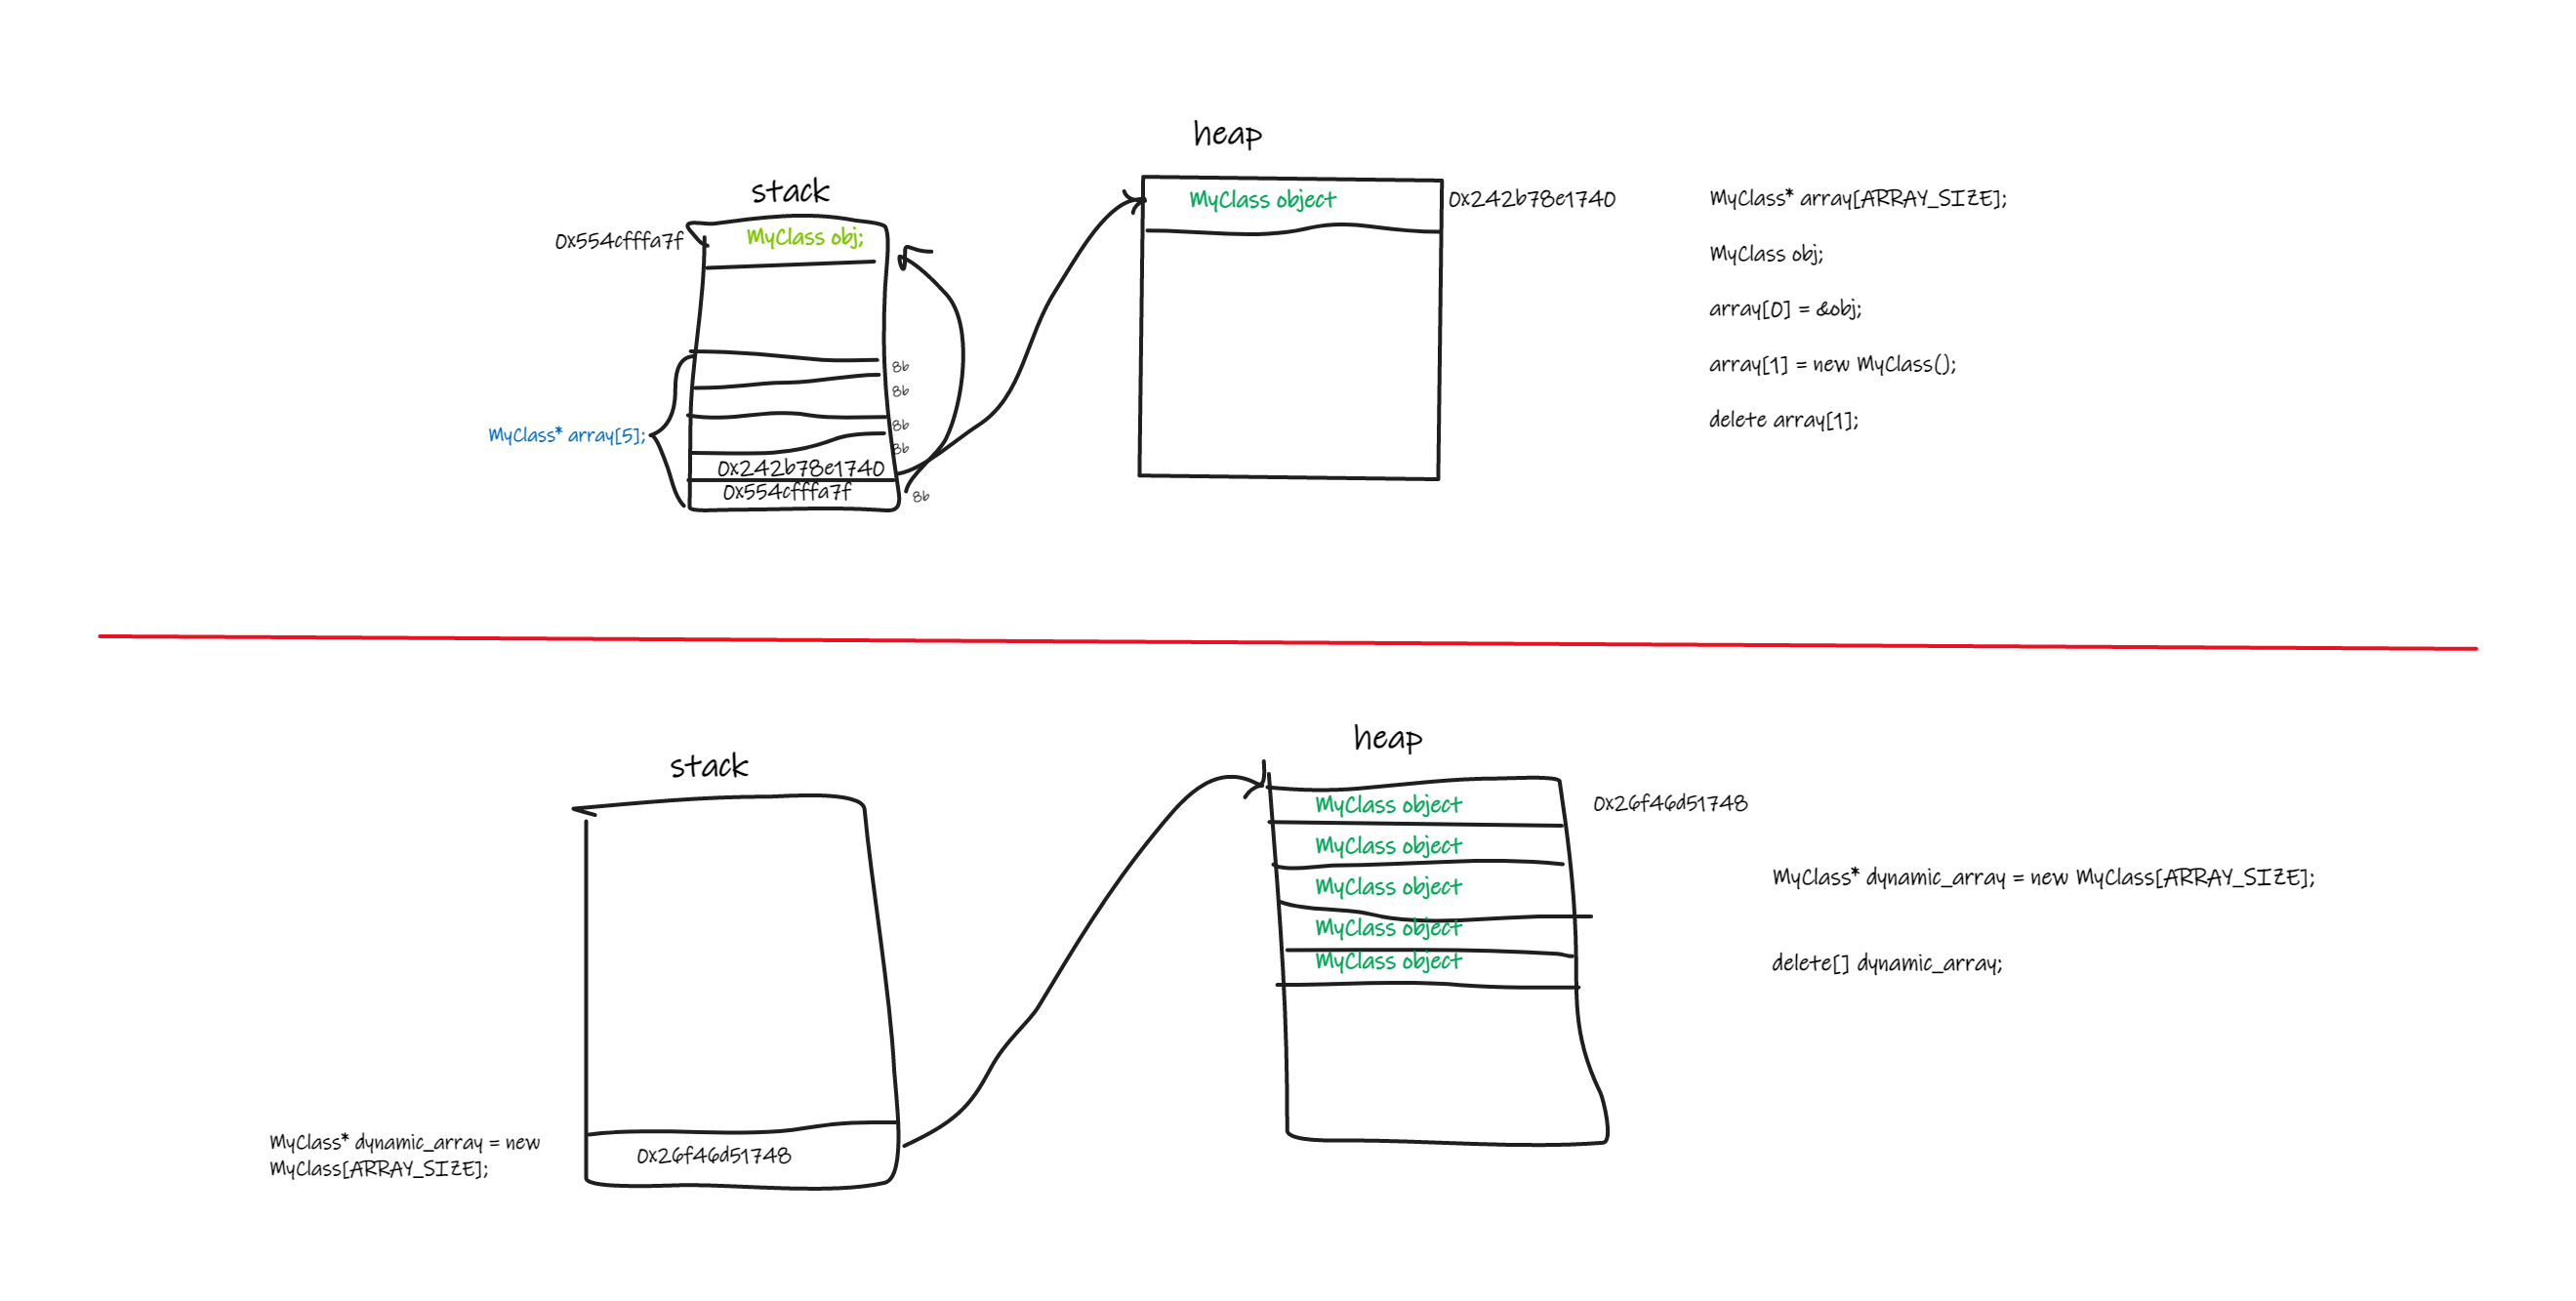 heap
stack
MyClass object
0x242b78e1740
MyClass* array[ARRAY_SIZE];
0x554cfffa7f
MyClass obj;
MyClass obj;
array[0] = &obj;
8b
array[1] = new MyClass();
8b
8b
delete array[1];
MyClass* array[5];
8b
0x242b78e1740
0x554cfffa7f
8b
heap
stack
MyClass object
0x26f46d51748
MyClass object
MyClass object
MyClass* dynamic_array = new MyClass[ARRAY_SIZE];
MyClass object
MyClass object
delete[] dynamic_array;
MyClass* dynamic_array = new
MyClass[ARRAY_SIZE];
0x26f46d51748